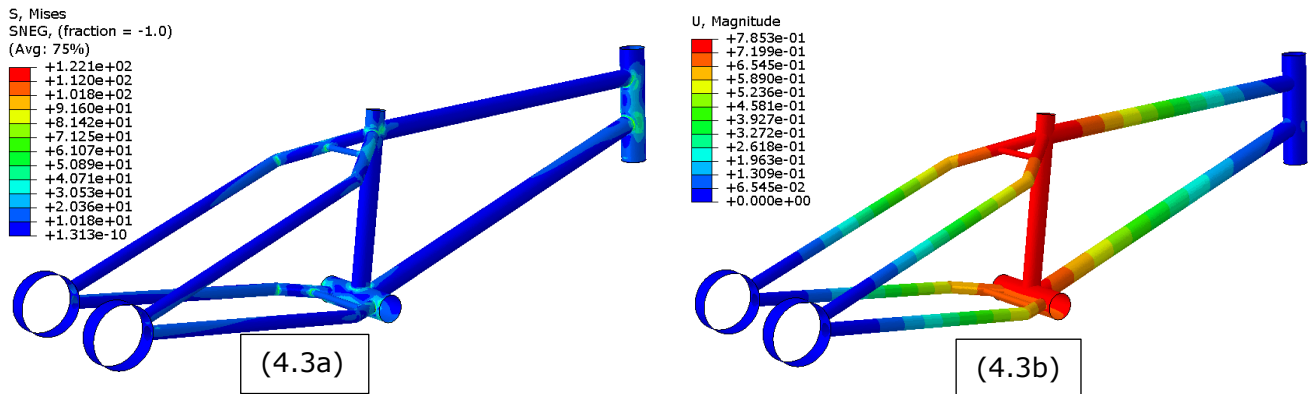 S, Mises
SNEG, (fraction = -1.0)
(Avg: 75%)
+1.221e+02
+1.120e+02
+1.018e+02
+9.160e+01
+8.142e+01
+7.125e+01
+6.107e+01
+5.089e+01
+4.071e+01
+3.053e+01
+2.036e+01
+1.018e+01
+1.313e-10
(4.3a)
U, Magnitude
+7.853e-01
+7.199e-01
+6.545e-01
+5.890e-01
+5.236e-01
+4.581e-01
+3.927e-01
+3.272e-01
+2.618e-01
+1.963e-01
+1.309e-01
+6.545e-02
+0.000e+00
(4.3b)